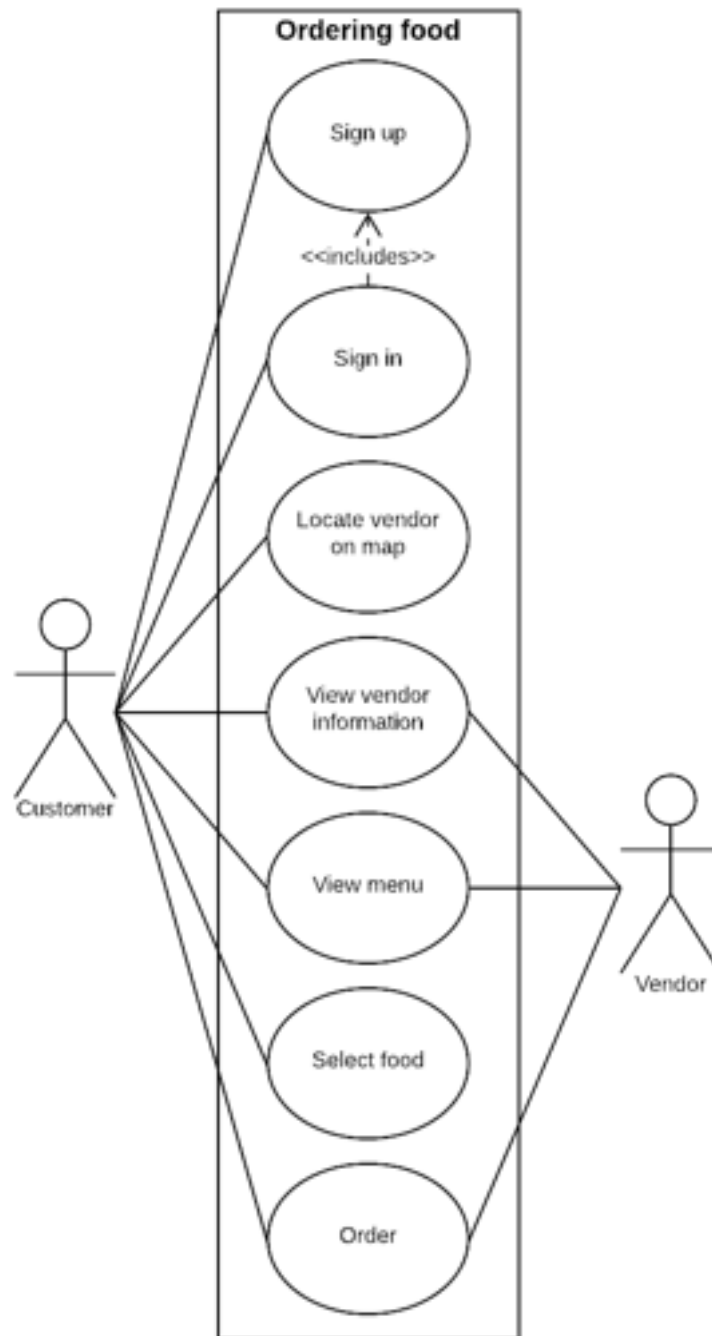 Ordering food
Sign up
<<includes>>
Sign in
Locate vendor
on map
View vendor
information
Customer
View menu
Vendor
Select food
Order